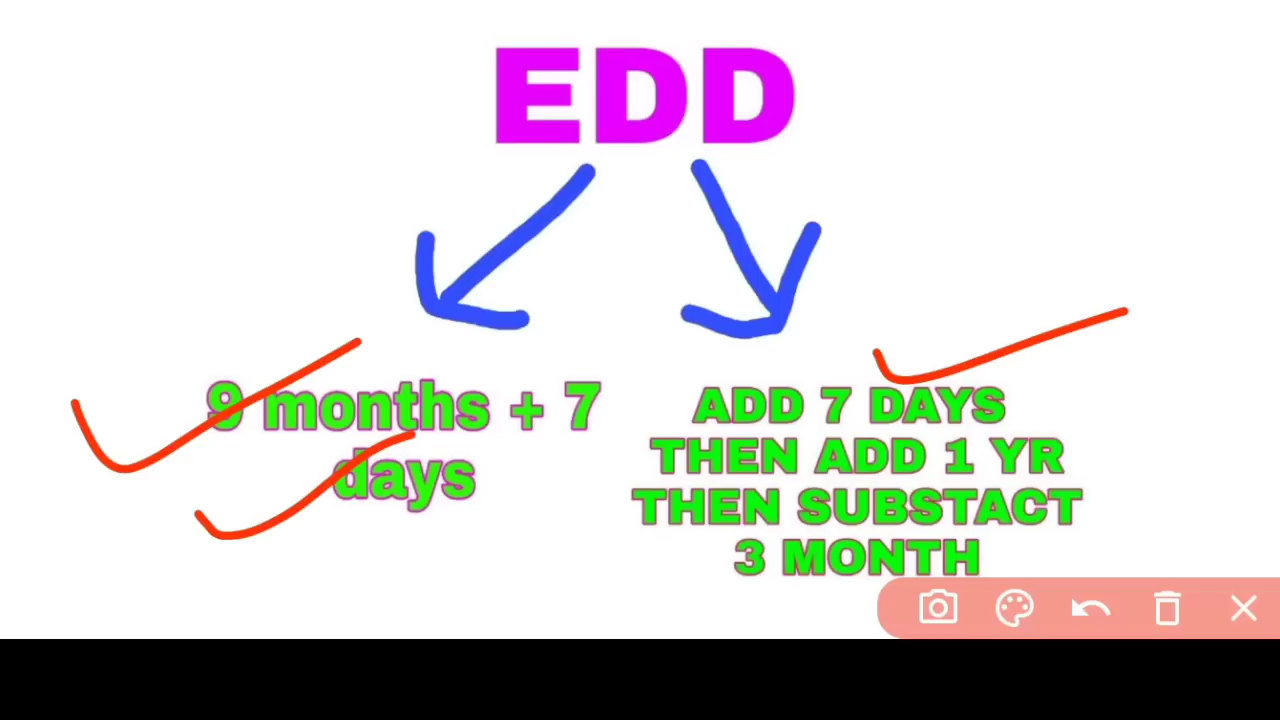 EDD
9 months + 7
days
ADD 7 DAYS
THEN ADD 1 YR
THEN SUBSTACT
3 MONTH